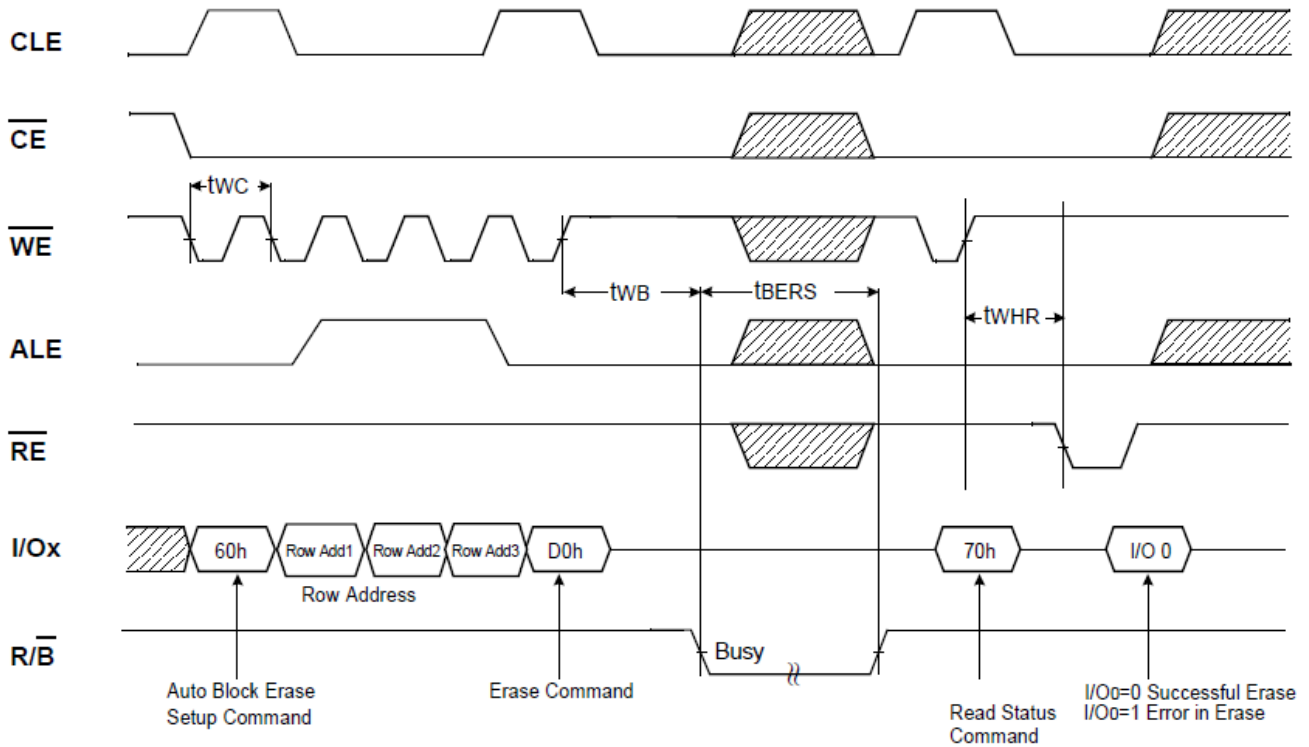 CLE
CE
tWC
WE
tWB
tBERS
tWHR
ALE
RE
I/Ox
60h
Row Add1
Row Add2
Row Add3
D0h
70h
I/O 0
Row Address
R/B
Busy
Auto Block Erase
Setup Command
Erase Command
Read Status
Command
I/O0=0 Successful Erase
I/O0=1 Error in Erase